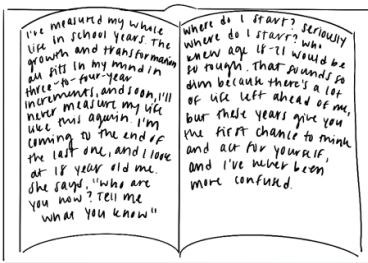 I've measured my whole
life in school years. The
growth and transformation
all sits in my mind in
three-to-four-year
increments, and soon, I'll
never measure my life
like this again. I'm
coming to the end of
the last one, and I look
at 18 year old me.
She says, "who are
you now? Tell me
what you know"
where do I start? Seriously
where do I start? Who
knew age 18-21 would be
so tough. That sounds so
dim because there's a lot
of life left ahead of me,
but these years give you
the first chance to think
and act for yourself,
and I've never been
more confused.